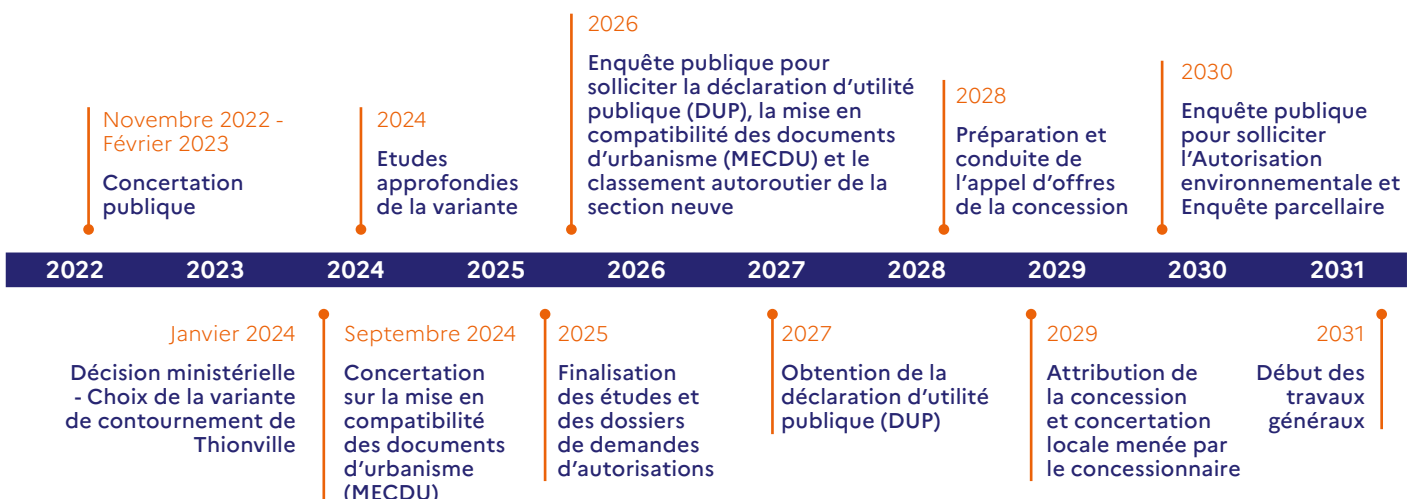 Novembre 2022 -
Février 2023
Concertation
publique
2024
Etudes
approfondies
de la variante
2026
Enquête publique pour
solliciter la déclaration d'utilité
publique (DUP), la mise en
compatibilité des documents
d'urbanisme (MECDU) et le
classement autoroutier de la
section neuve
2028
Préparation et
conduite de
l'appel d'offres
de la concession
2030
Enquête publique
pour solliciter
l'Autorisation
environnementale et
Enquête parcellaire
2022 2023 2024 2025 2026 2027 2028 2029 2030 2031
Janvier 2024
Décision ministérielle
- Choix de la variante
de contournement de
Thionville
Septembre 2024
Concertation
sur la mise en
compatibilité
des documents
d'urbanisme
(MECDU)
2025
Finalisation
des études et
des dossiers
de demandes
d'autorisations
2027
Obtention de la
déclaration d'utilité
publique (DUP)
2029
Attribution de
la concession
et concertation
locale menée par
le concessionnaire
2031
Début des
travaux
généraux